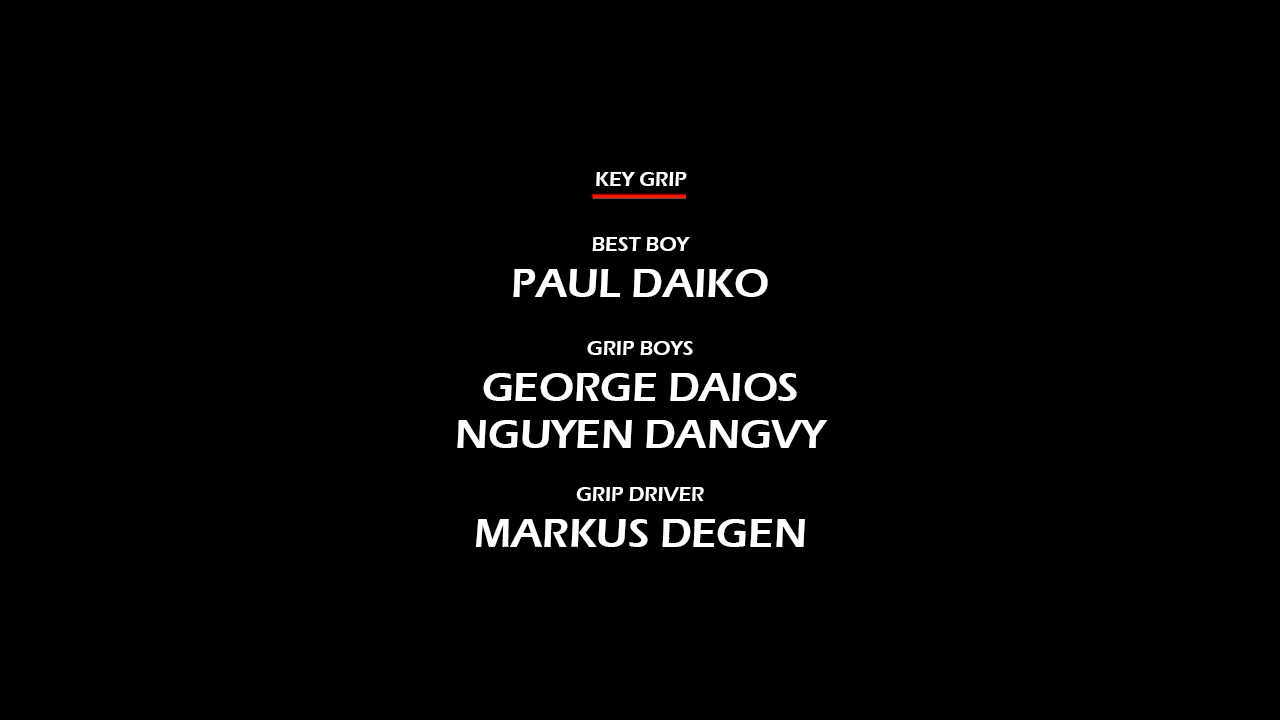 KEY GRIP
BEST BOY
PAUL DAIKO
GRIP BOYS
GEORGE DAIOS
NGUYEN DANGVY
GRIP DRIVER
MARKUS DEGEN